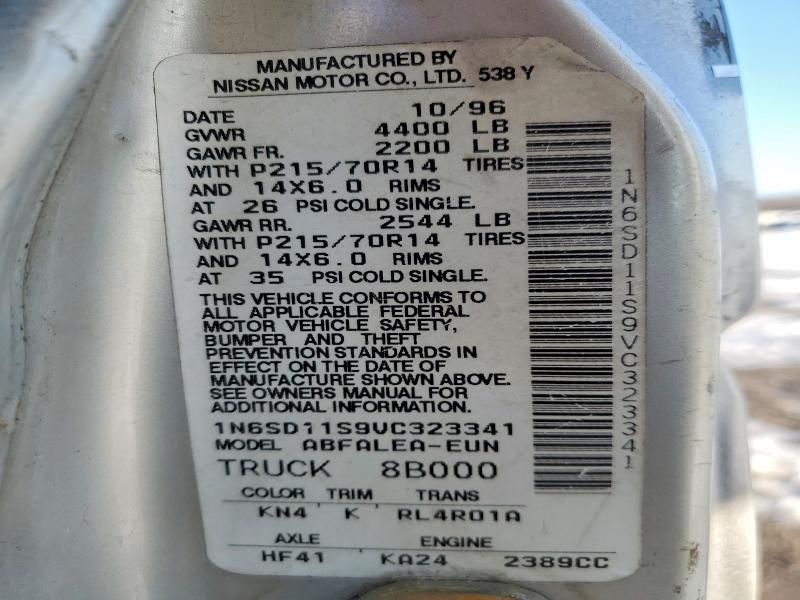 MANUFACTURED BY
NISSAN MOTOR CO., LTD. 538 Y
DATE 10/96
GVWR 4400 LB
GAWR FR. 2200 LB
WITH P215/70R14 TIRES
AND 14X6.0 RIMS
AT 26 PSI COLD SINGLE.
GAWR RR. 2544 LB
WITH P215/70R14 TIRES
AND 14X6.0 RIMS
AT 35 PSI COLD SINGLE.
THIS VEHICLE CONFORMS TO
ALL APPLICABLE FEDERAL
MOTOR VEHICLE SAFETY,
BUMPER AND THEFT
PREVENTION STANDARDS IN
EFFECT ON THE DATE OF
MANUFACTURE SHOWN ABOVE.
SEE OWNERS MANUAL FOR
ADDITIONAL INFORMATION.
1N6SD11S9VC323341
MODEL ABFALEA-EUN
TRUCK 8B000
COLOR TRIM TRANS
KN4 K RL4R01A
AXLE ENGINE
HF41 KA24 2389CC
1N6SD11S9VC323341